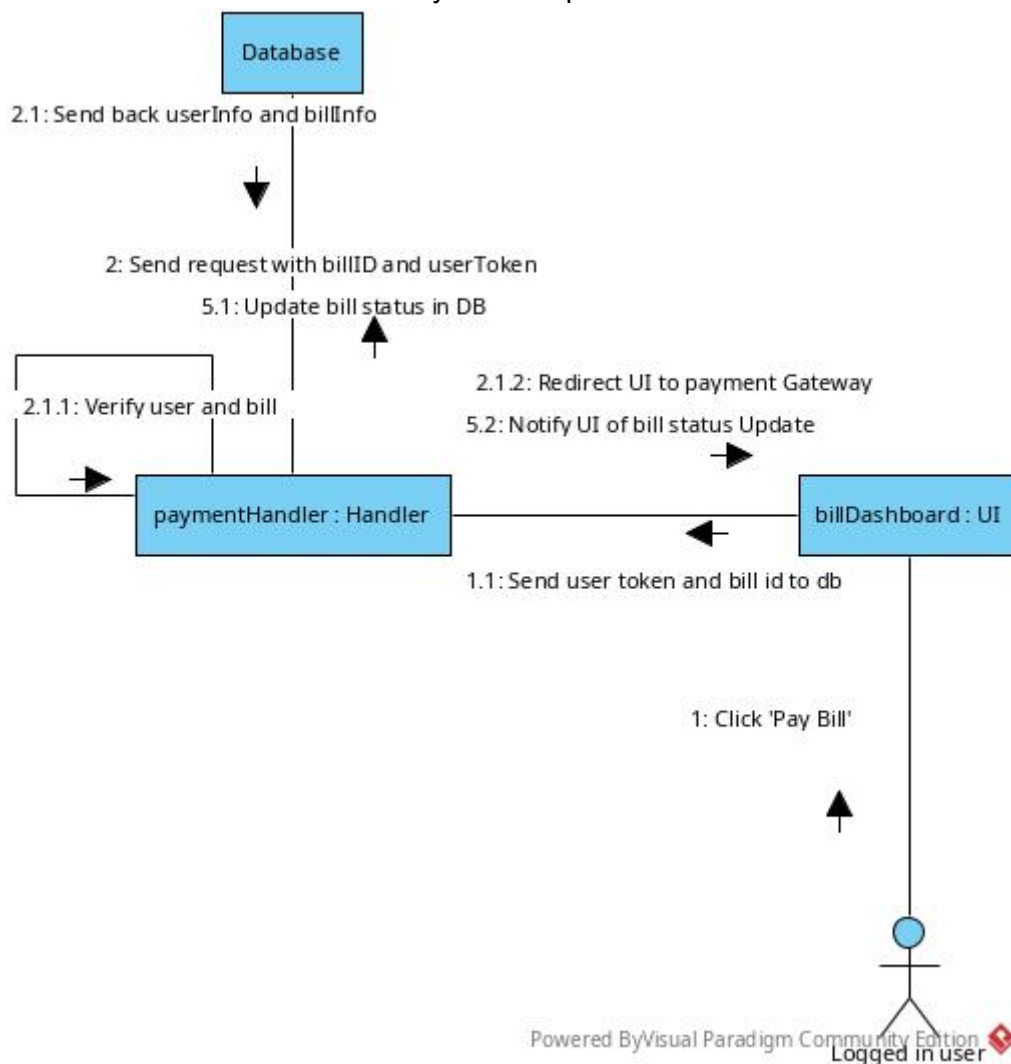 Database
2.1: Send back userInfo and billInfo
2: Send request with billID and userToken
5.1: Update bill status in DB
2.1.2: Redirect UI to payment Gateway
2.1.1: Verify user and bill
5.2: Notify UI of bill status Update
paymentHandler : Handler
billDashboard : UI
1.1: Send user token and bill id to db
1: Click 'Pay Bill'
Powered ByVisual Paradigm Community Edition
Logged in user